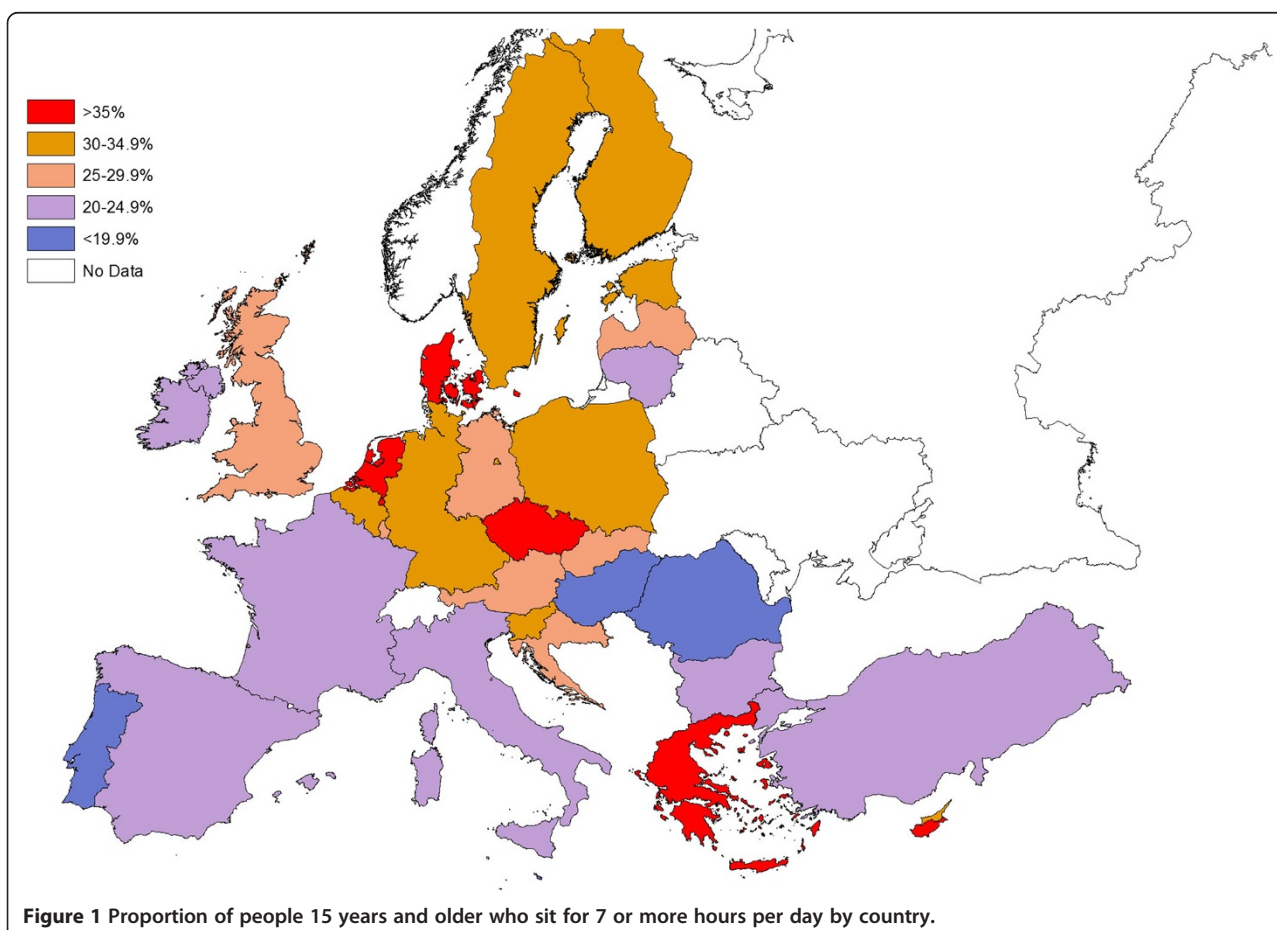 >35%
30-34.9%
25-29.9%
20-24.9%
<19.9%
No Data
Figure 1 Proportion of people 15 years and older who sit for 7 or more hours per day by country.